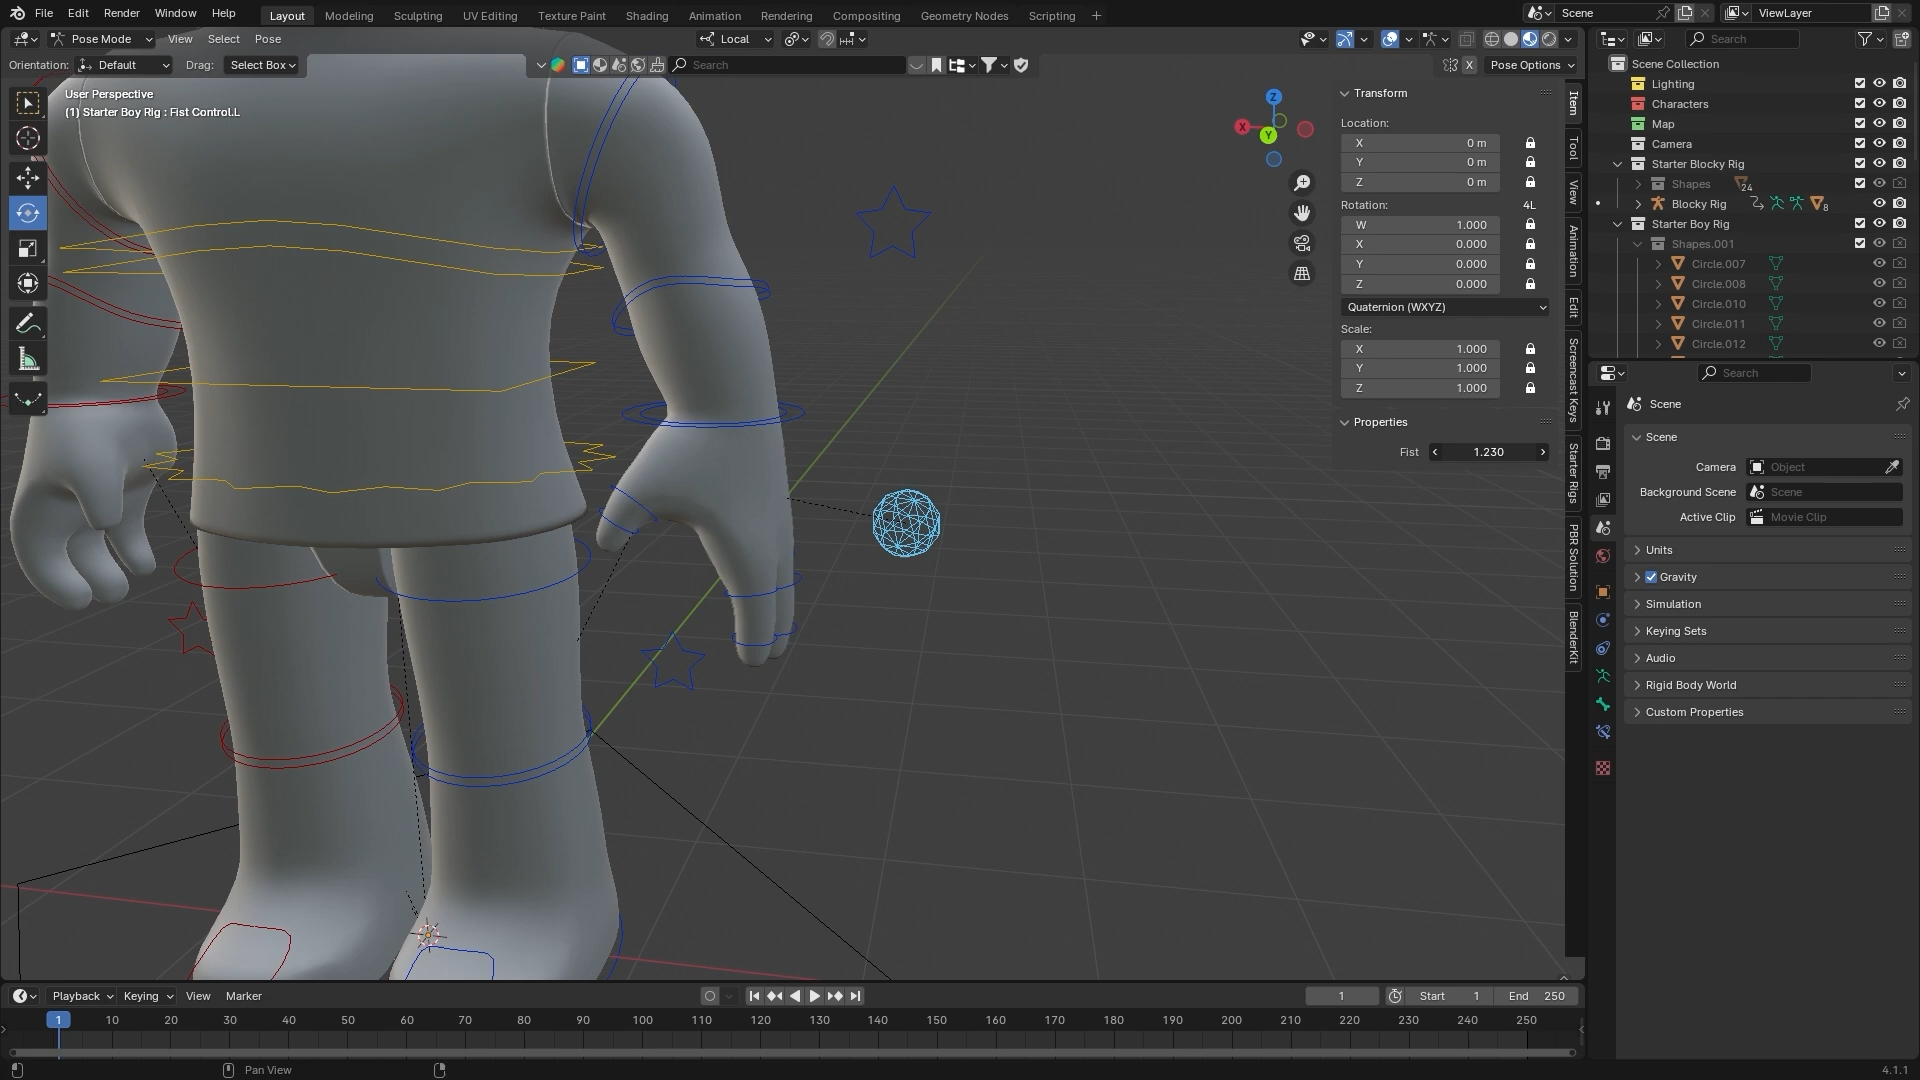 File Edit Render Window Help Layout Modeling Sculpting UV Editing Texture Paint Shading Animation Rendering Compositing Geometry Nodes Scripting + Scene ViewLayer
Pose Mode View Select Pose Local Search
Orientation: Default Drag: Select Box Search X Pose Options
User Perspective
(1) Starter Boy Rig : Fist Control.L
Z
X
Y
Transform
Location:
X 0 m
Y 0 m
Z 0 m
Rotation: 4L
W 1.000
X 0.000
Y 0.000
Z 0.000
Quaternion (WXYZ)
Scale:
X 1.000
Y 1.000
Z 1.000
Properties
Fist 1.230
Item
Tool
View
Animation
Edit
Screencast Keys
Starter Rigs
PBR Solution
BlenderKit
Scene Collection
Lighting
Characters
Map
Camera
Starter Blocky Rig
Shapes 24
Blocky Rig 8
Starter Boy Rig
Shapes.001
Circle.007
Circle.008
Circle.010
Circle.011
Circle.012
Search
Scene
Scene
Camera Object
Background Scene Scene
Active Clip Movie Clip
Units
Gravity
Simulation
Keying Sets
Audio
Rigid Body World
Custom Properties
Playback Keying View Marker 1 Start 1 End 250
1 10 20 30 40 50 60 70 80 90 100 110 120 130 140 150 160 170 180 190 200 210 220 230 240 250
Pan View 4.1.1